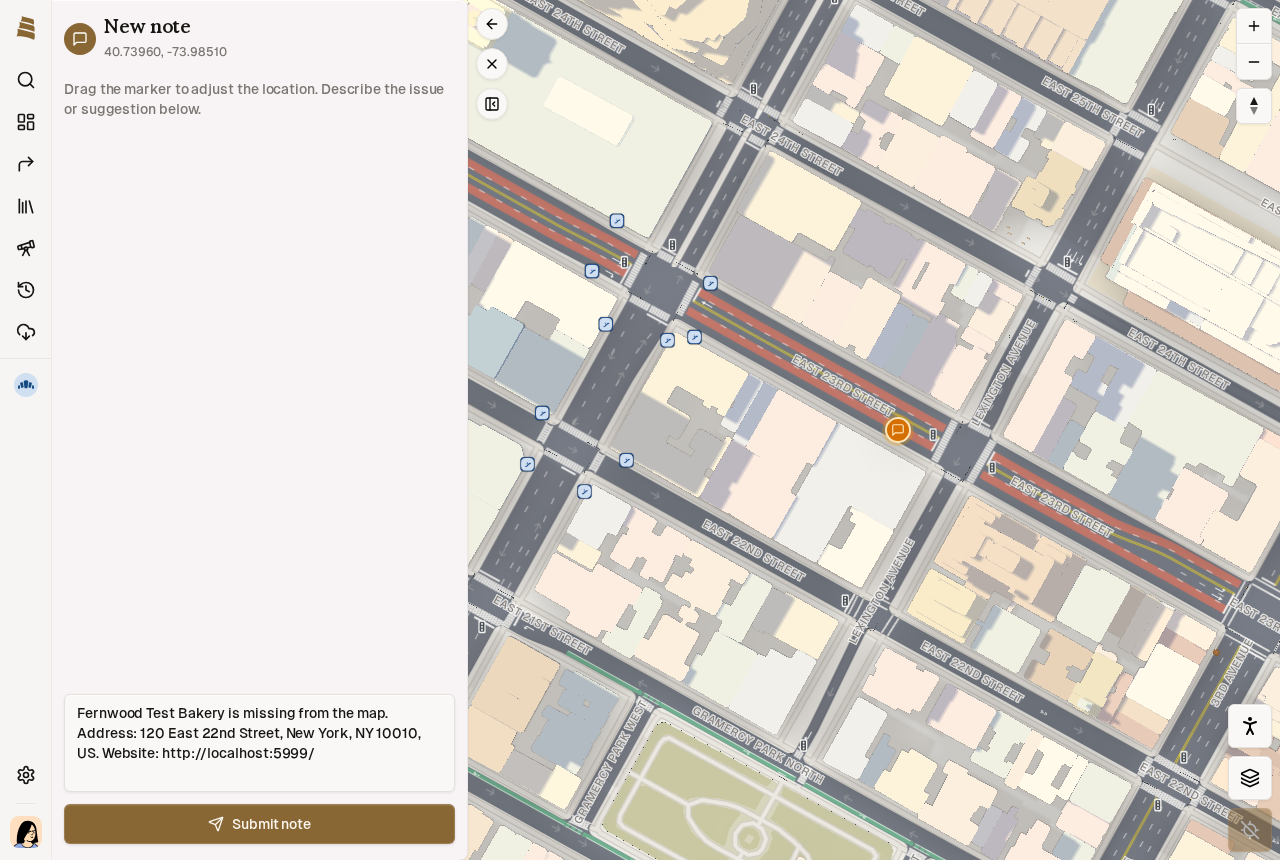 New note
40.73960, -73.98510
Drag the marker to adjust the location. Describe the issue
or suggestion below.
Fernwood Test Bakery is missing from the map.
Address: 120 East 22nd Street, New York, NY 10010,
US. Website: http://localhost:5999/
Submit note
EAST 24TH STREET
EAST 25TH STREET
EAST 24TH STREET
EAST 24TH STREET
EAST 23RD STREET
LEXINGTON AVENUE
EAST 23RD STREET
EAST 22ND STREET
LEXINGTON AVENUE
EAST 21ST STREET
EAST 22ND STREET
3RD AVENUE
GRAMERCY PARK WEST
GRAMERCY PARK NORTH
EAST 22ND STREET